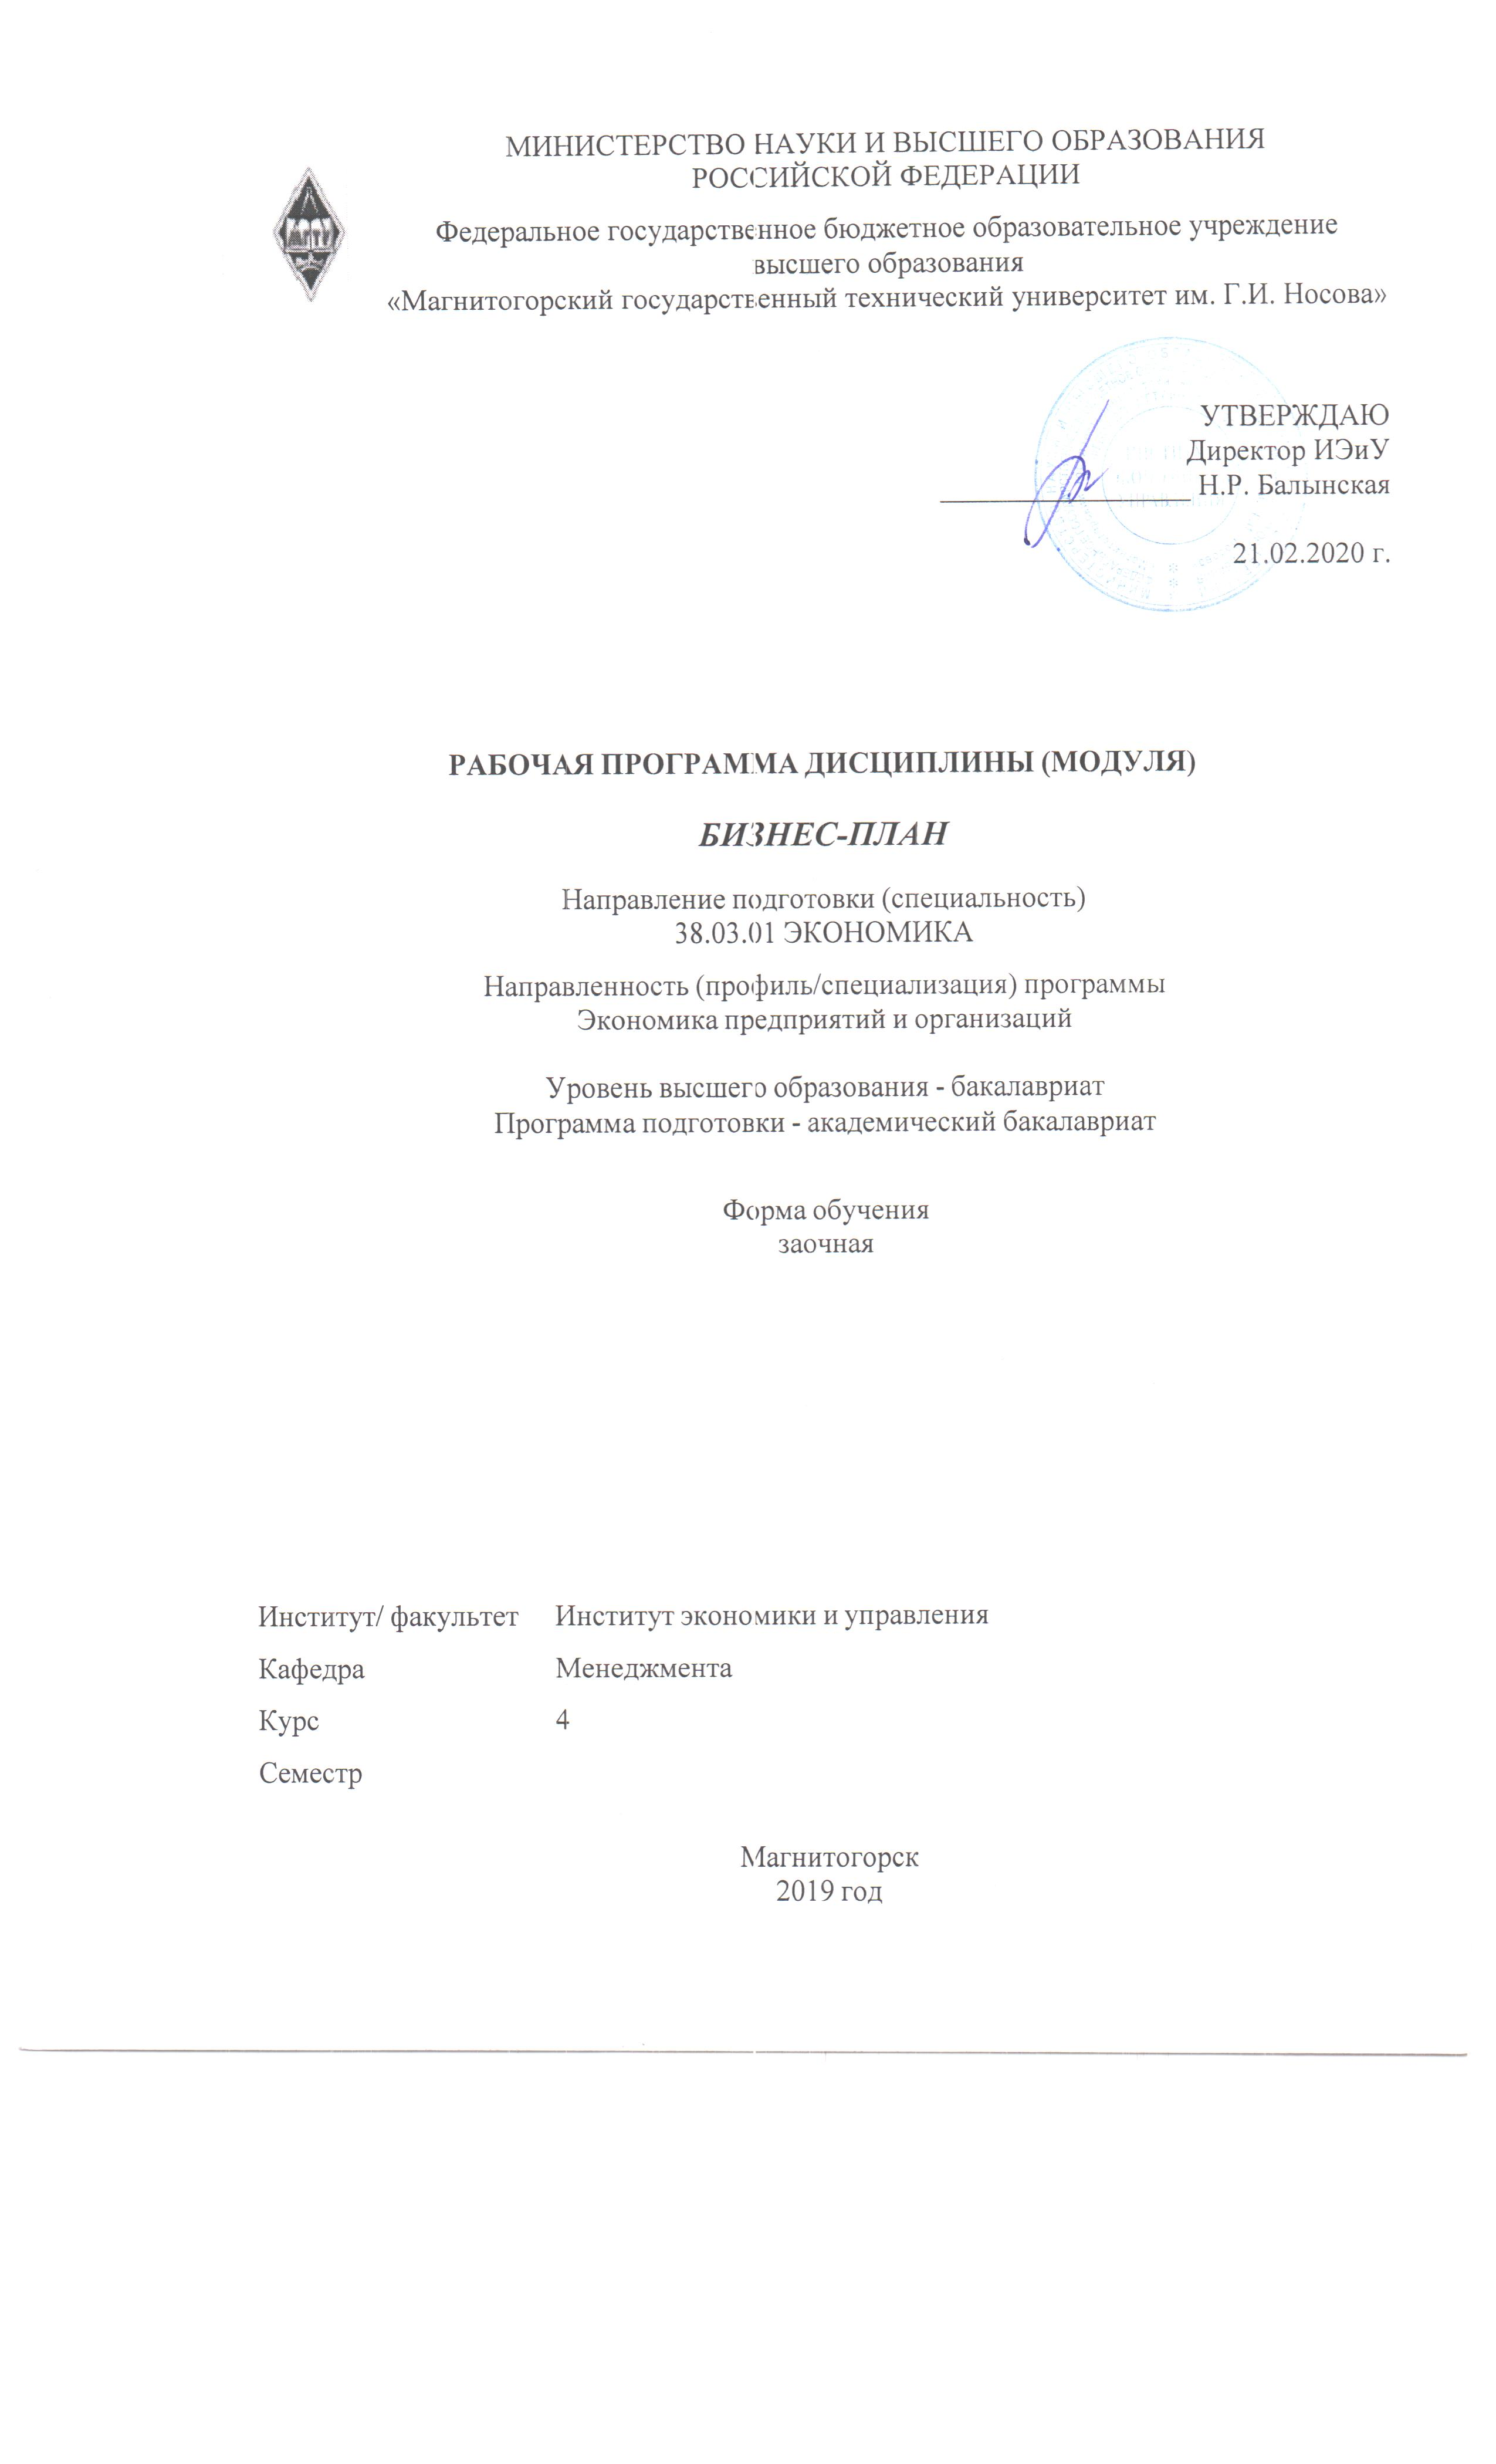 МИНИСТЕРСТВО НАУКИ И ВЫСШЕГО ОБРАЗОВАНИЯ
РОССИЙСКОЙ ФЕДЕРАЦИИ
Федеральное государственное бюджетное образовательное учреждение
высшего образования
«Магнитогорский государственный технический университет им. Г.И. Носова»
МГТУ
УТВЕРЖДАЮ
Директор ИЭиУ
Н.Р. Балынская
21.02.2020 г.
РАБОЧАЯ ПРОГРАММА ДИСЦИПЛИНЫ (МОДУЛЯ)
БИЗНЕС-ПЛАН
Направление подготовки (специальность)
38.03.01 ЭКОНОМИКА
Направленность (профиль/специализация) программы
Экономика предприятий и организаций
Уровень высшего образования - бакалавриат
Программа подготовки - академический бакалавриат
Форма обучения
заочная
Институт/ факультет Институт экономики и управления
Кафедра Менеджмента
Курс 4
Семестр
Магнитогорск
2019 год